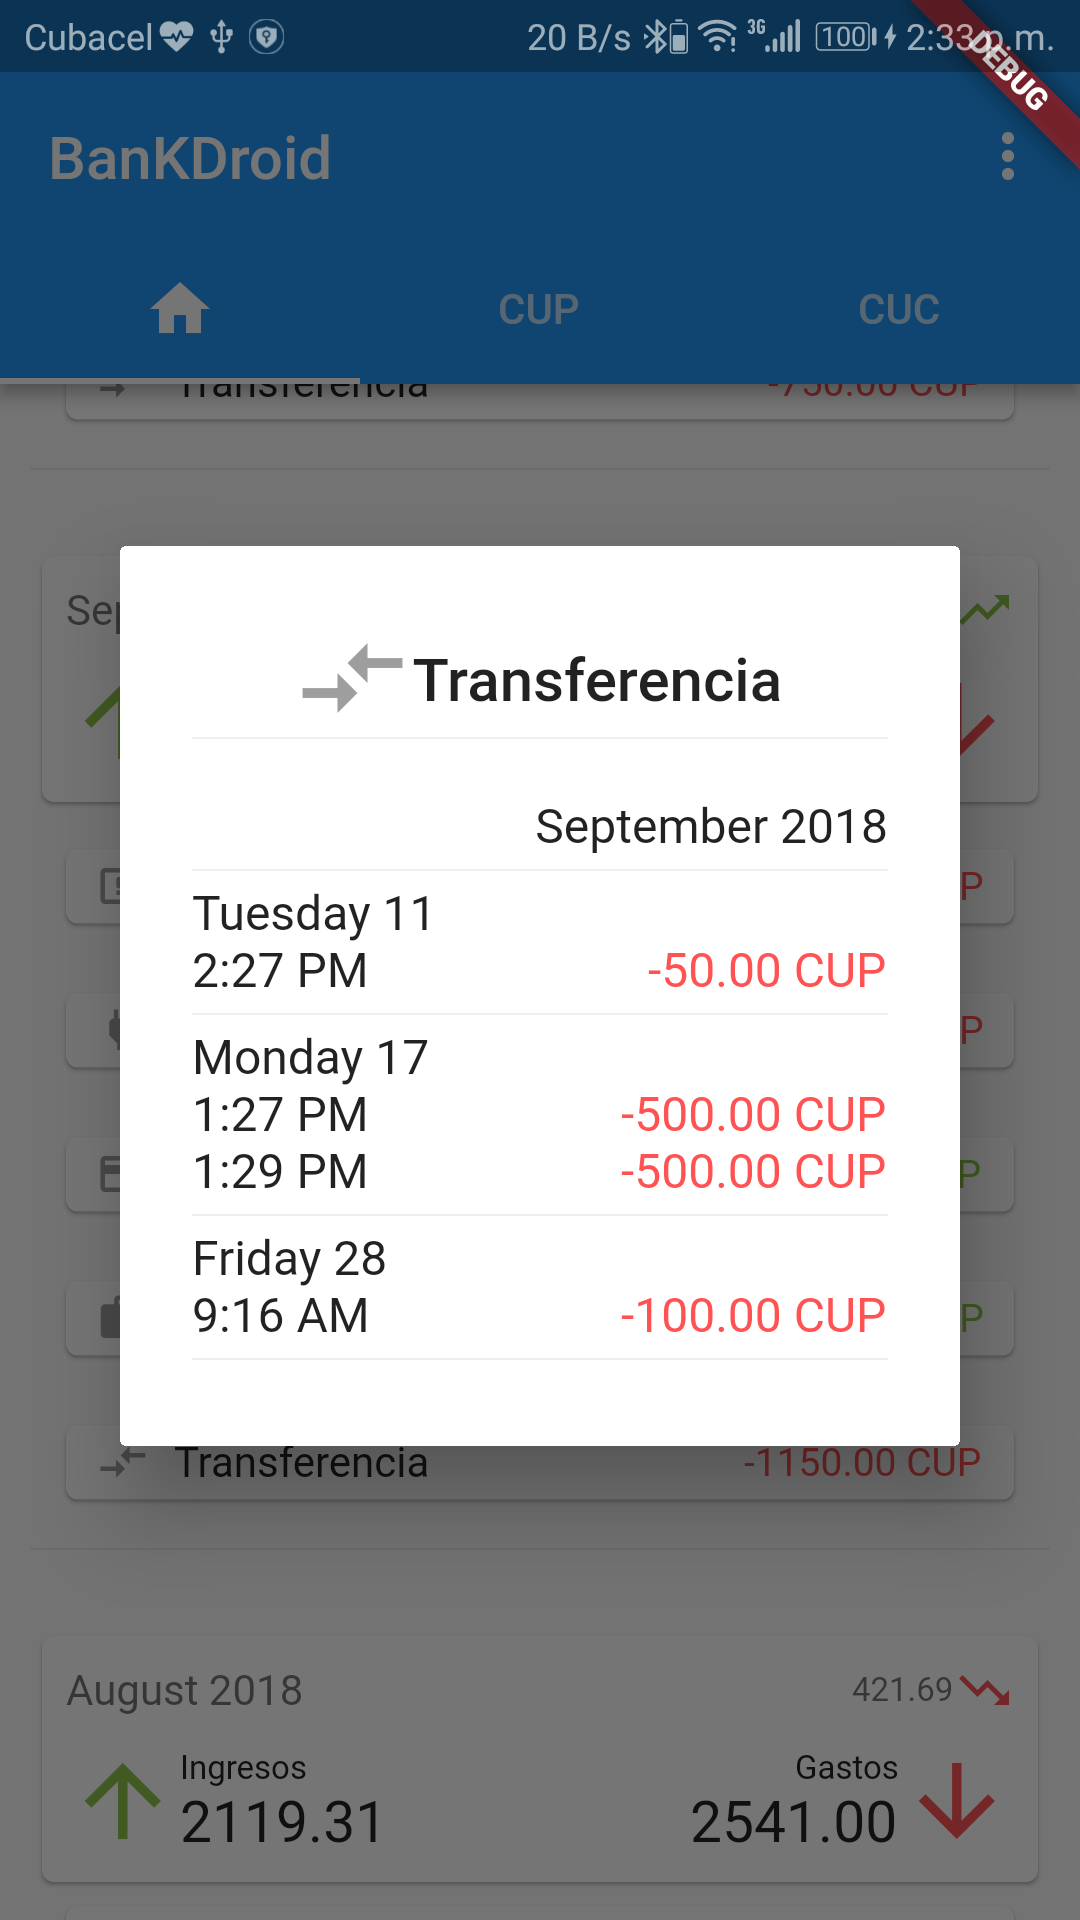 Cubacel 20 B/s 3G 100 2:33 p.m.
DEBUG
BanKDroid
CUP CUC
Transferencia -750.00 CUP
Transferencia
September 2018
Tuesday 11
2:27 PM -50.00 CUP
Monday 17
1:27 PM -500.00 CUP
1:29 PM -500.00 CUP
Friday 28
9:16 AM -100.00 CUP
Transferencia -1150.00 CUP
August 2018 421.69
Ingresos Gastos
2119.31 2541.00